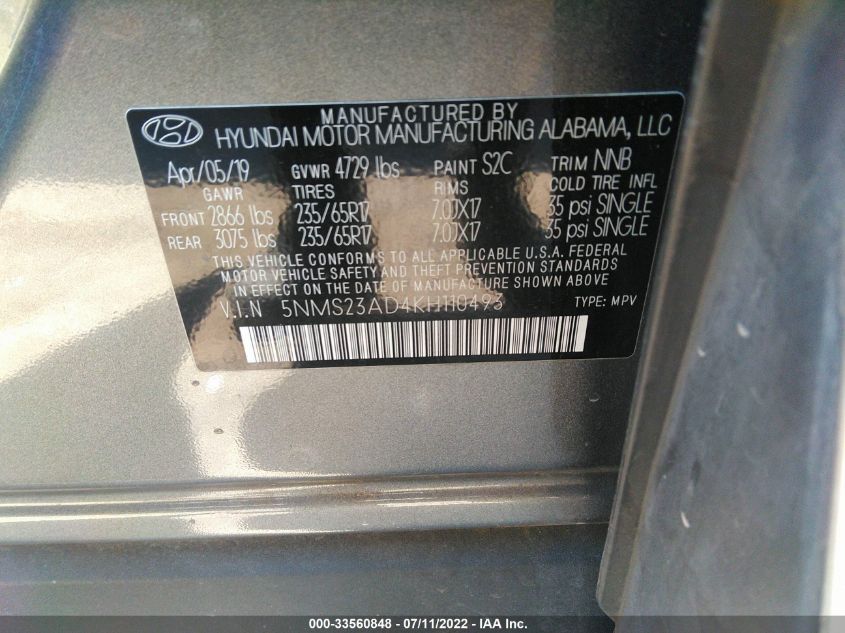 MANUFACTURED BY
HYUNDAI MOTOR MANUFACTURING ALABAMA, LLC
Apr/05/19 GVWR 4729 lbs PAINT S2C TRIM NNB
GAWR TIRES RIMS COLD TIRE INFL
FRONT 2866 lbs 235/65R17 7.0JX17 35 psi SINGLE
REAR 3075 lbs 235/65R17 7.0JX17 35 psi SINGLE
THIS VEHICLE CONFORMS TO ALL APPLICABLE U.S.A. FEDERAL
MOTOR VEHICLE SAFETY AND THEFT PREVENTION STANDARDS
IN EFFECT ON THE DATE OF MANUFACTURE SHOWN ABOVE
V.I.N 5NMS23AD4KH110493 TYPE: MPV
000-33560848 - 07/11/2022 - IAA Inc.